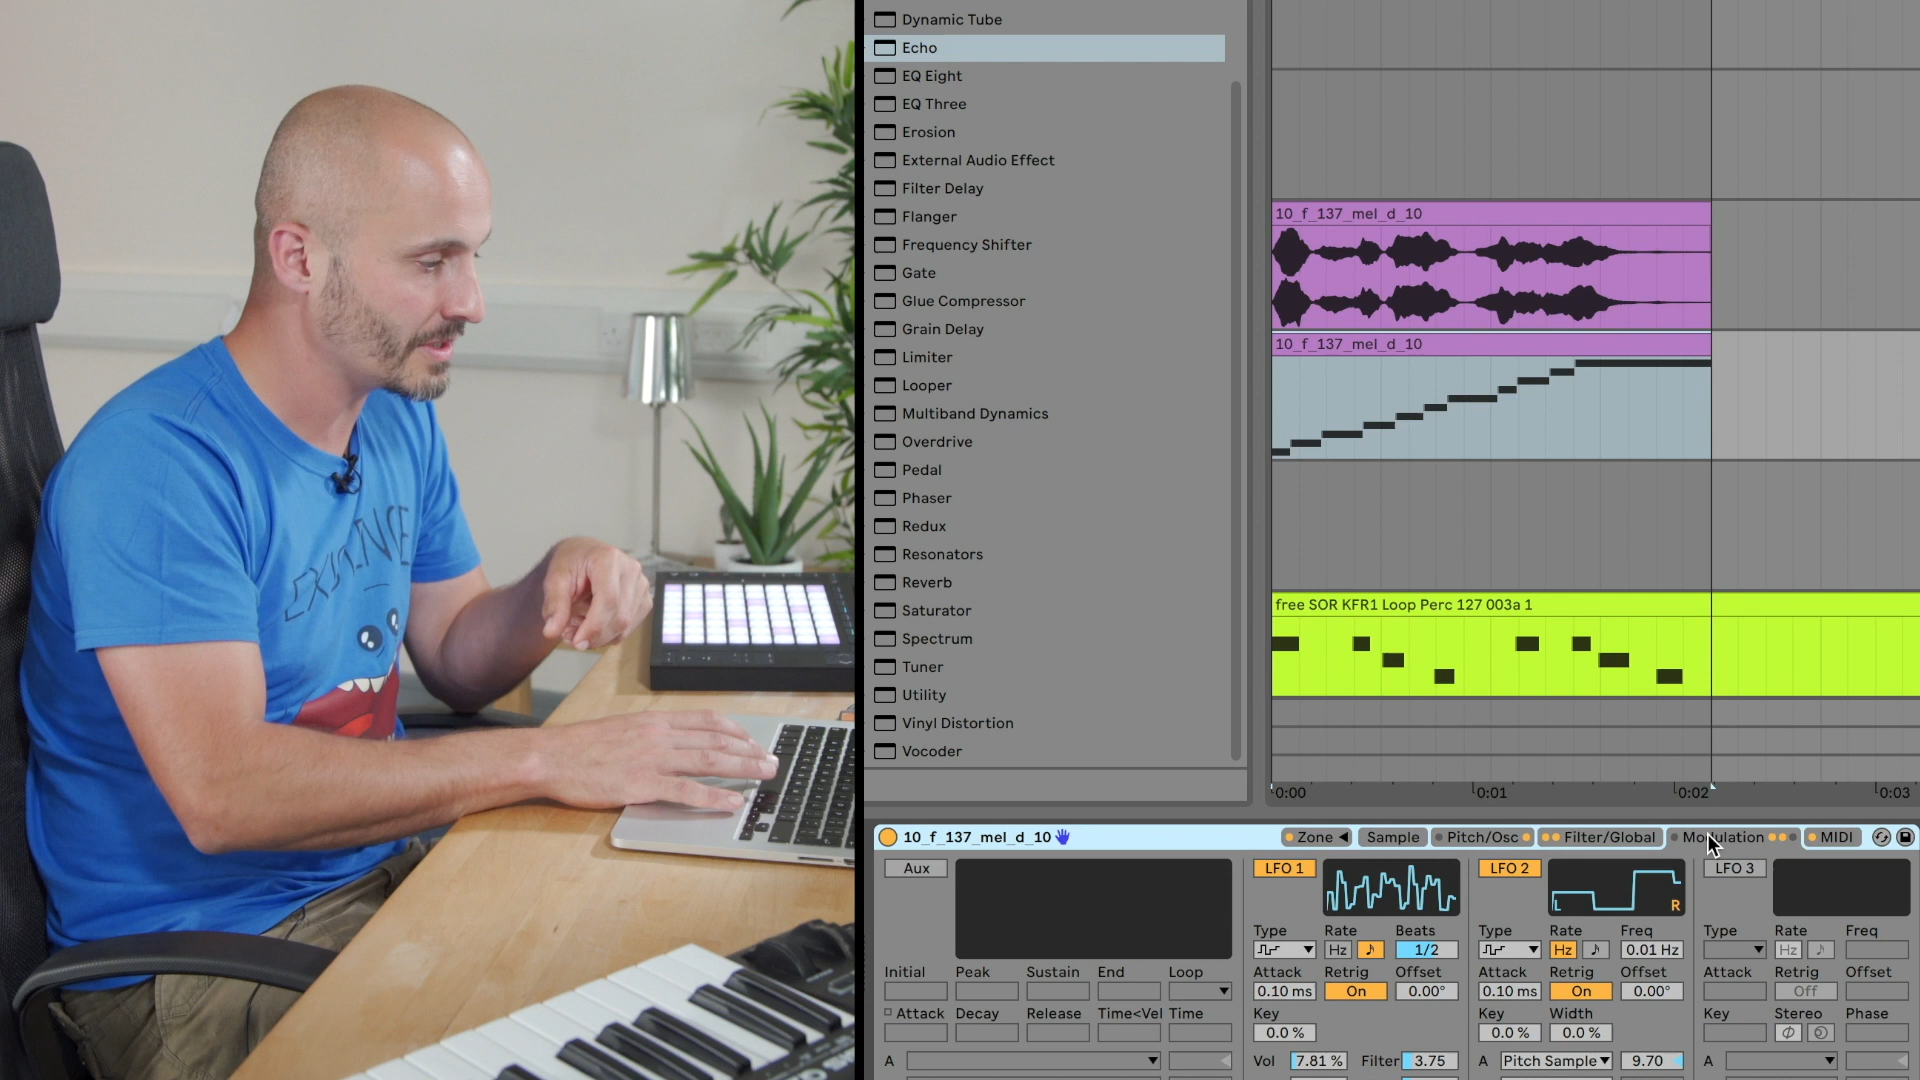 EXISTENCE
Dynamic Tube
Echo
EQ Eight
EQ Three
Erosion
External Audio Effect
Filter Delay
Flanger
Frequency Shifter
Gate
Glue Compressor
Grain Delay
Limiter
Looper
Multiband Dynamics
Overdrive
Pedal
Phaser
Redux
Resonators
Reverb
Saturator
Spectrum
Tuner
Utility
Vinyl Distortion
Vocoder
10_f_137_mel_d_10
10_f_137_mel_d_10
free SOR KFR1 Loop Perc 127 003a 1
0:00 0:01 0:02 0:03
10_f_137_mel_d_10 Zone Sample Pitch/Osc Filter/Global Modulation MIDI
Aux LFO 1 LFO 2 LFO 3
L R
Type Rate Beats Type Rate Freq Type Rate Freq
Hz 1/2 Hz 0.01 Hz Hz
Initial Peak Sustain End Loop Attack Retrig Offset Attack Retrig Offset Attack Retrig Offset
0.10 ms On 0.00° 0.10 ms On 0.00° Off
Attack Decay Release Time<Vel Time Key Key Width Key Stereo Phase
0.0 % 0.0 % 0.0 %
A Vol 7.81 % Filter 3.75 A Pitch Sample 9.70 A